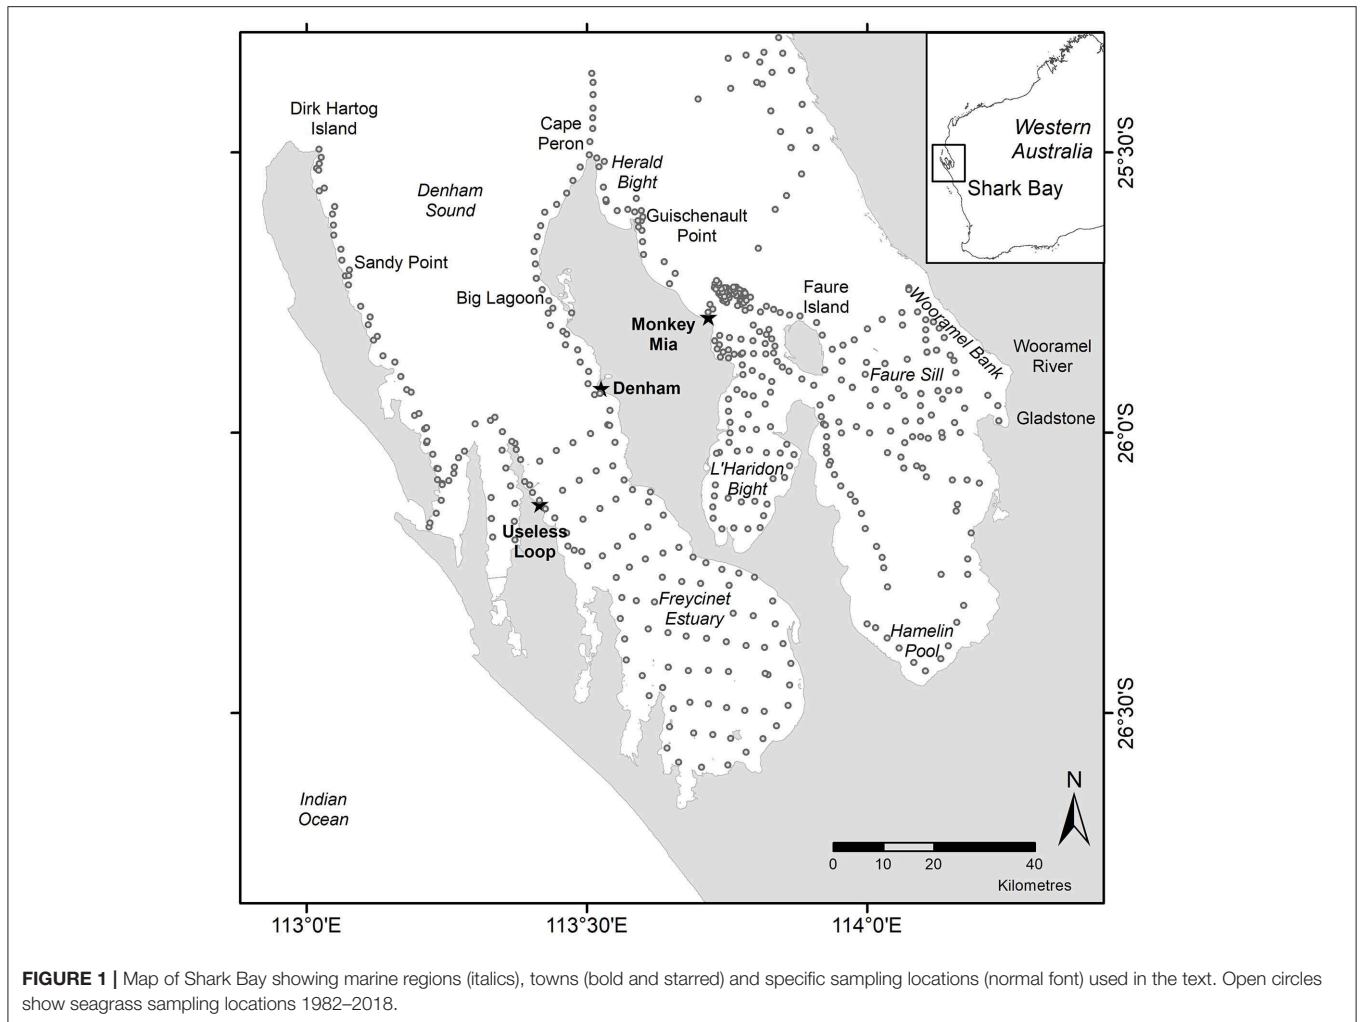 Dirk Hartog
Island
Cape
Peron
Herald
Bight
Denham
Sound
Guischenault
Point
Sandy Point
Big Lagoon
Monkey
Mia
Faure
Island
Wooramel Bank
Wooramel
River
Faure Sill
Denham
Gladstone
L'Haridon
Bight
Useless
Loop
Freycinet
Estuary
Hamelin
Pool
Indian
Ocean
Western
Australia
Shark Bay
25°30'S
26°0'S
26°30'S
N
0 10 20 40
Kilometres
113°0'E 113°30'E 114°0'E
FIGURE 1 | Map of Shark Bay showing marine regions (italics), towns (bold and starred) and specific sampling locations (normal font) used in the text. Open circles
show seagrass sampling locations 1982–2018.